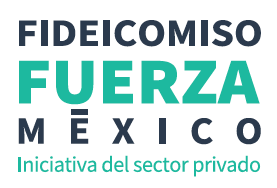 FIDEICOMISO
FUERZA
MĒXICO
Iniciativa del sector privado